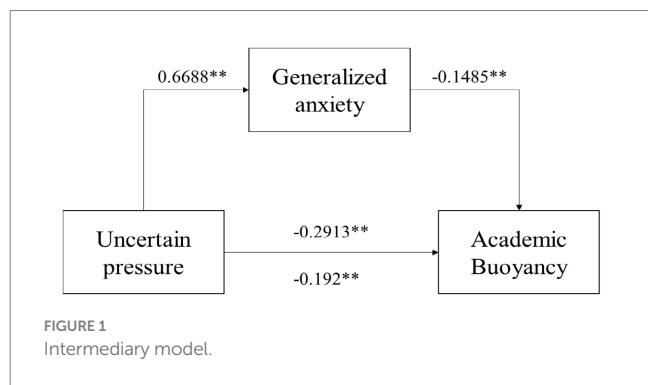 0.6688**
Generalized
anxiety
-0.1485**
Uncertain
pressure
-0.2913**
-0.192**
Academic
Buoyancy
FIGURE 1
Intermediary model.